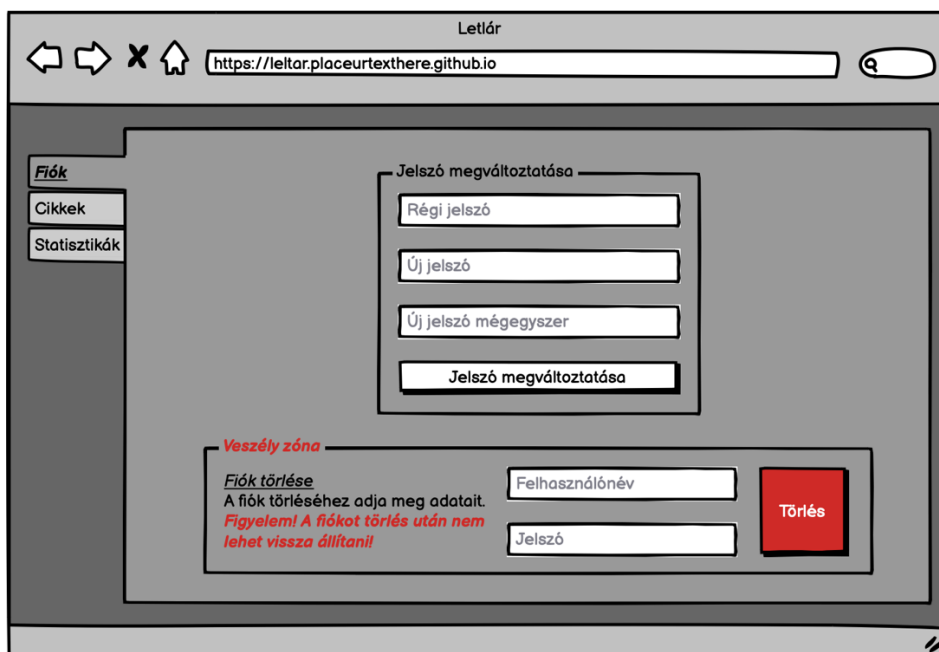 Letlár
https://leltar.placeurtexthere.github.io
Fiók
Cikkek
Statisztikák
Jelszó megváltoztatása
Régi jelszó
Új jelszó
Új jelszó mégegyszer
Jelszó megváltoztatása
Veszély zóna
Fiók törlése
A fiók törléséhez adja meg adatait.
Figyelem! A fiókot törlés után nem
lehet vissza állítani!
Felhasználónév
Jelszó
Törlés